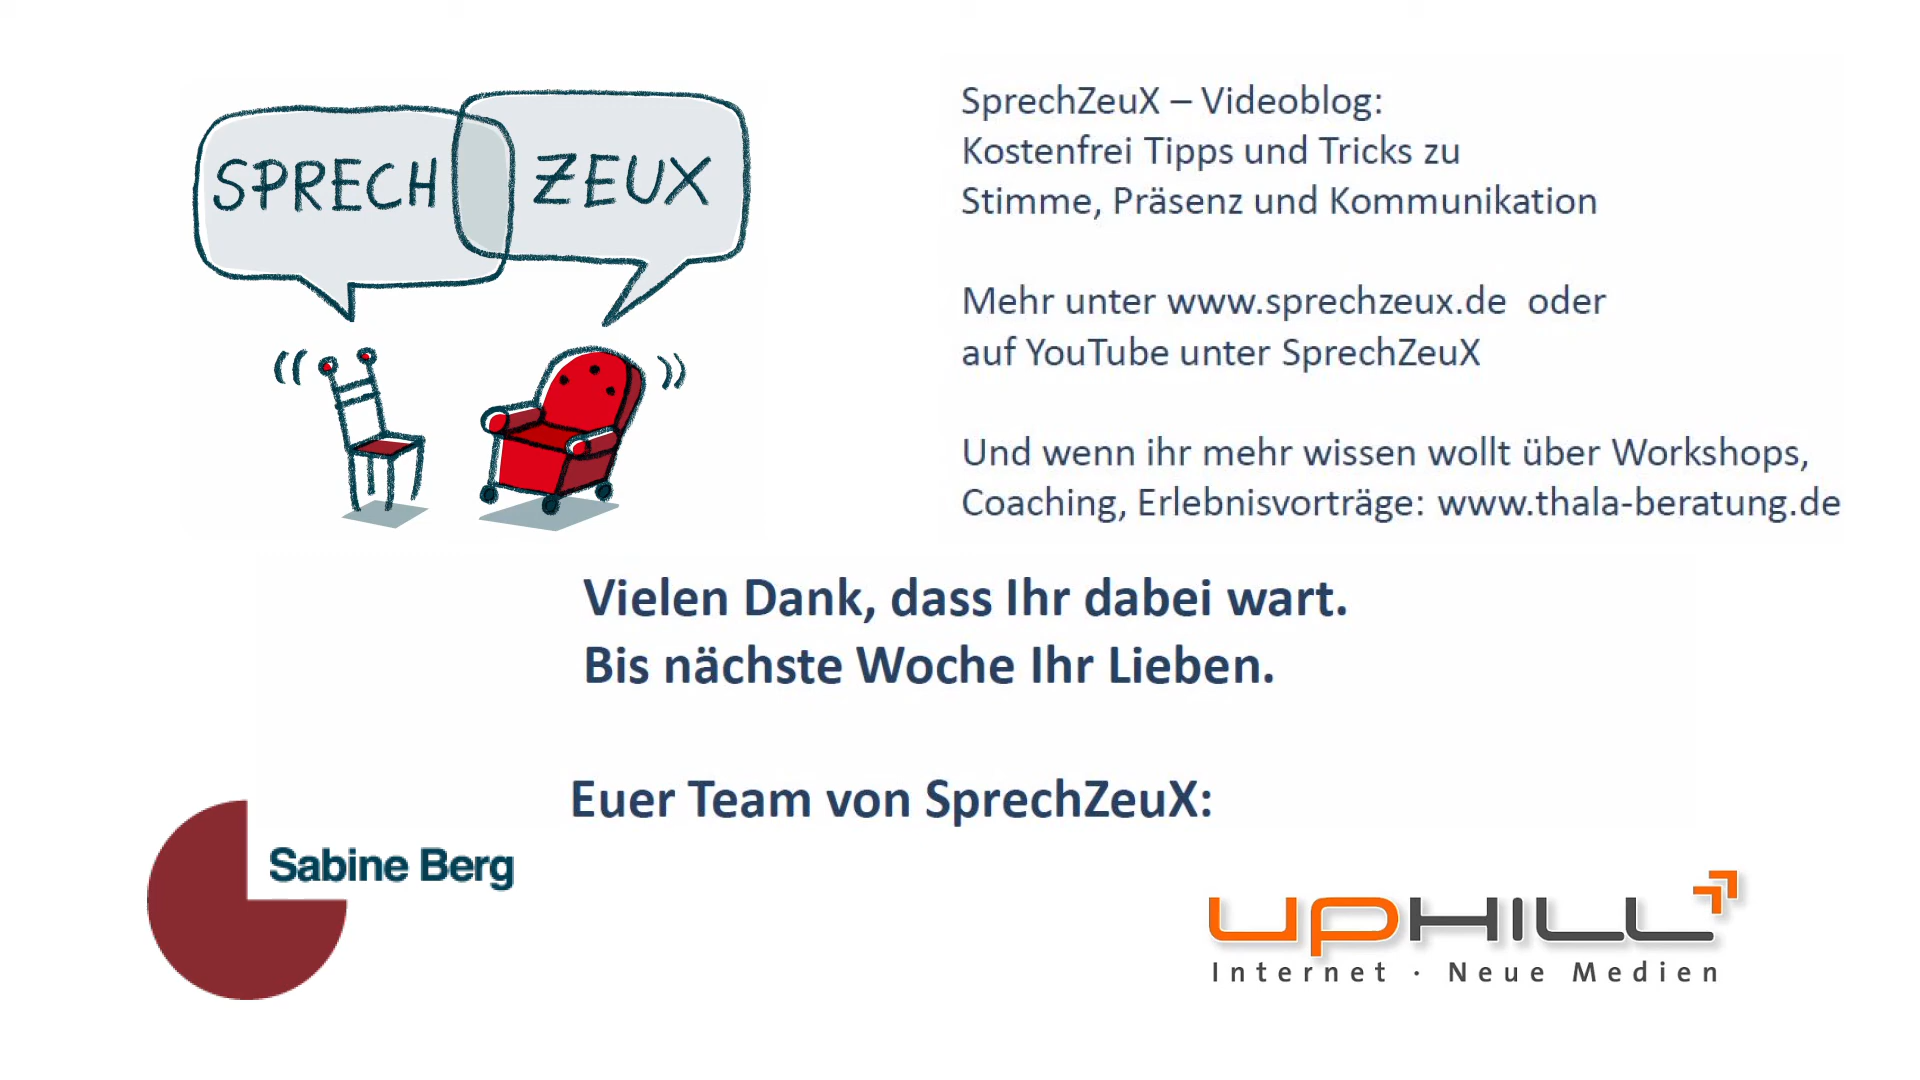 SPRECH ZEUX
SprechZeuX – Videoblog:
Kostenfrei Tipps und Tricks zu
Stimme, Präsenz und Kommunikation
Mehr unter www.sprechzeux.de oder
auf YouTube unter SprechZeuX
Und wenn ihr mehr wissen wollt über Workshops,
Coaching, Erlebnisvorträge: www.thala-beratung.de
Vielen Dank, dass Ihr dabei wart.
Bis nächste Woche Ihr Lieben.
Euer Team von SprechZeuX:
Sabine Berg
UPHILL
Internet · Neue Medien